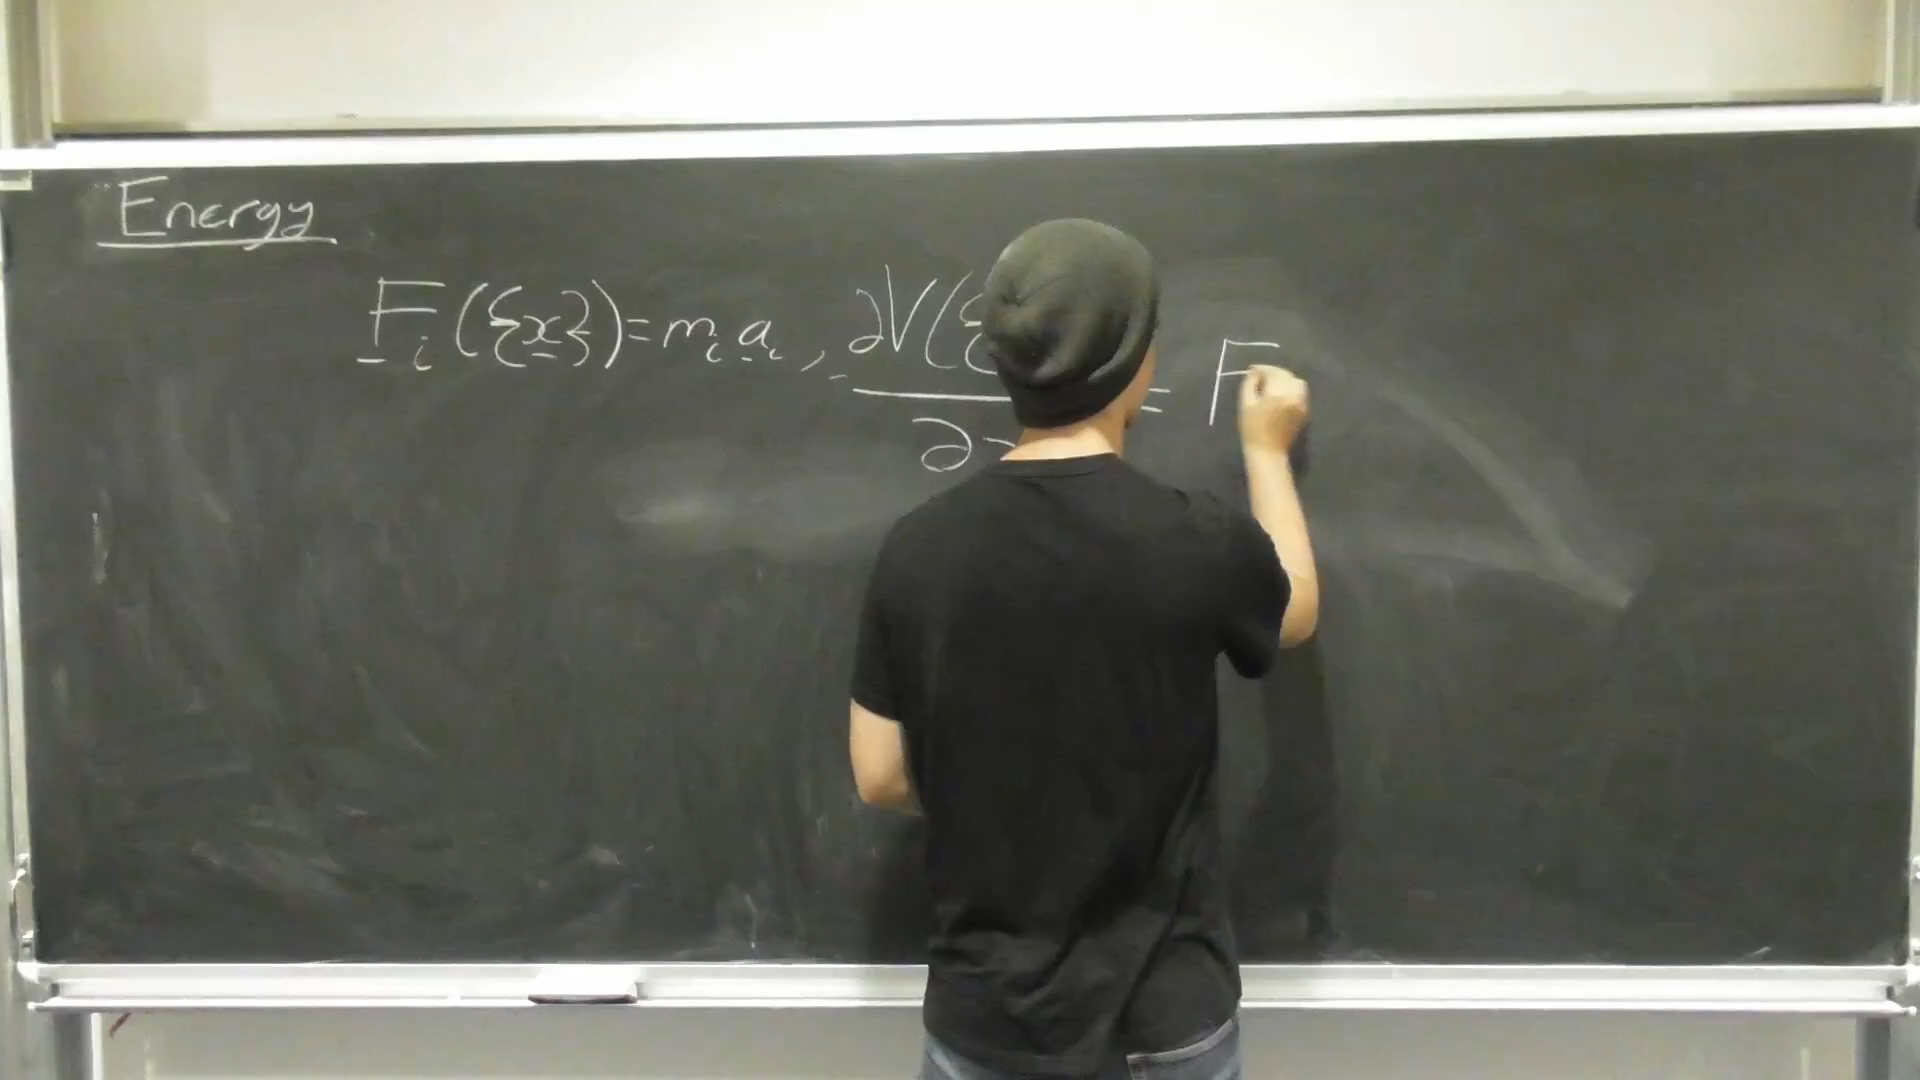 Energy
F_i({x})=m_i a_i , -∂V({
∂
= F